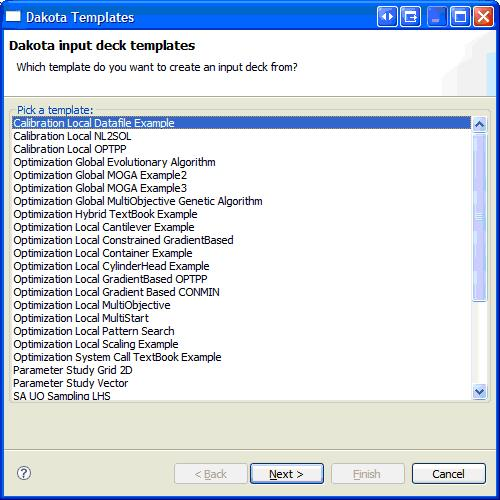 Dakota Templates
Dakota input deck templates
Which template do you want to create an input deck from?
Pick a template:
Calibration Local Datafile Example
Calibration Local NL2SOL
Calibration Local OPTPP
Optimization Global Evolutionary Algorithm
Optimization Global MOGA Example2
Optimization Global MOGA Example3
Optimization Global MultiObjective Genetic Algorithm
Optimization Hybrid TextBook Example
Optimization Local Cantilever Example
Optimization Local Constrained GradientBased
Optimization Local Container Example
Optimization Local CylinderHead Example
Optimization Local GradientBased OPTPP
Optimization Local Gradient Based CONMIN
Optimization Local MultiObjective
Optimization Local MultiStart
Optimization Local Pattern Search
Optimization Local Scaling Example
Optimization System Call TextBook Example
Parameter Study Grid 2D
Parameter Study Vector
SA UQ Sampling LHS
?
< Back
Next >
Finish
Cancel